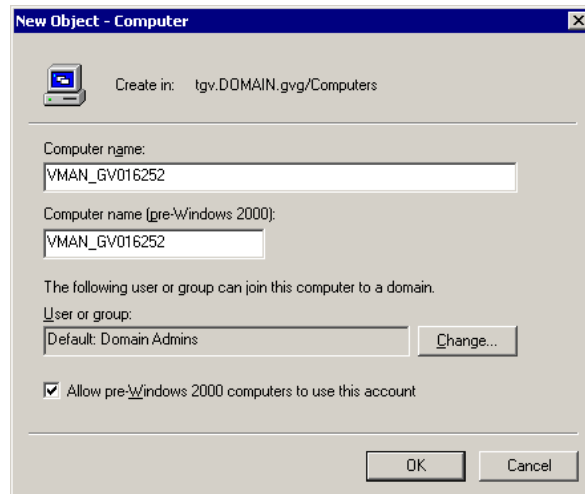 New Object - Computer
Create in: tgv.DOMAIN.gvg/Computers
Computer name:
VMAN_GV016252
Computer name (pre-Windows 2000):
VMAN_GV016252
The following user or group can join this computer to a domain.
User or group:
Default: Domain Admins
Change...
Allow pre-Windows 2000 computers to use this account
OK
Cancel